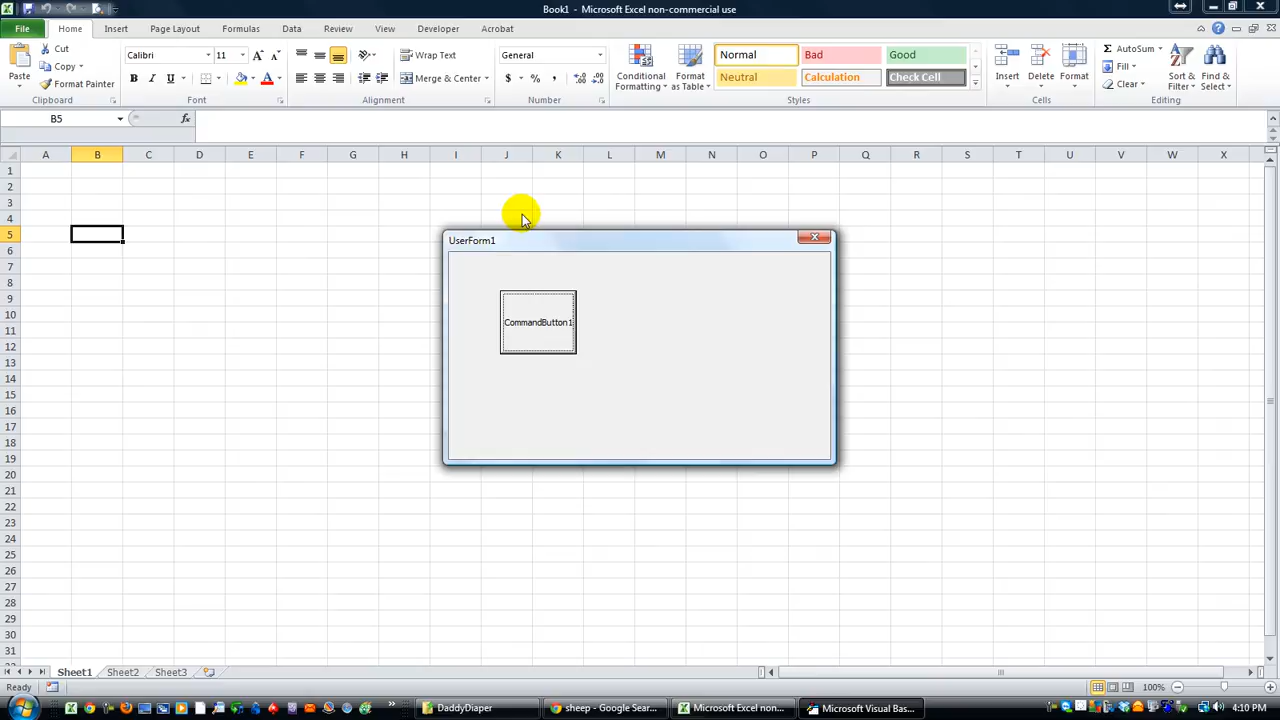 Book1 - Microsoft Excel non-commercial use
File Home Insert Page Layout Formulas Data Review View Developer Acrobat
Paste
Cut
Copy
Format Painter
Clipboard
Calibri 11
B I U
Font
Wrap Text
Merge & Center
Alignment
General
$ % ,
Number
Conditional Formatting
Format as Table
Normal Bad Good
Neutral Calculation Check Cell
Styles
Insert Delete Format
Cells
AutoSum
Fill
Clear
Sort & Filter
Find & Select
Editing
B5 fx
A B C D E F G H I J K L M N O P Q R S T U V W X
1
2
3
4
5
6
7
8
9
10
11
12
13
14
15
16
17
18
19
20
21
22
23
24
25
26
27
28
29
30
31
UserForm1
CommandButton1
Sheet1 Sheet2 Sheet3
Ready 100%
DaddyDiaper sheep - Google Sear... Microsoft Excel non... Microsoft Visual Bas... 4:10 PM